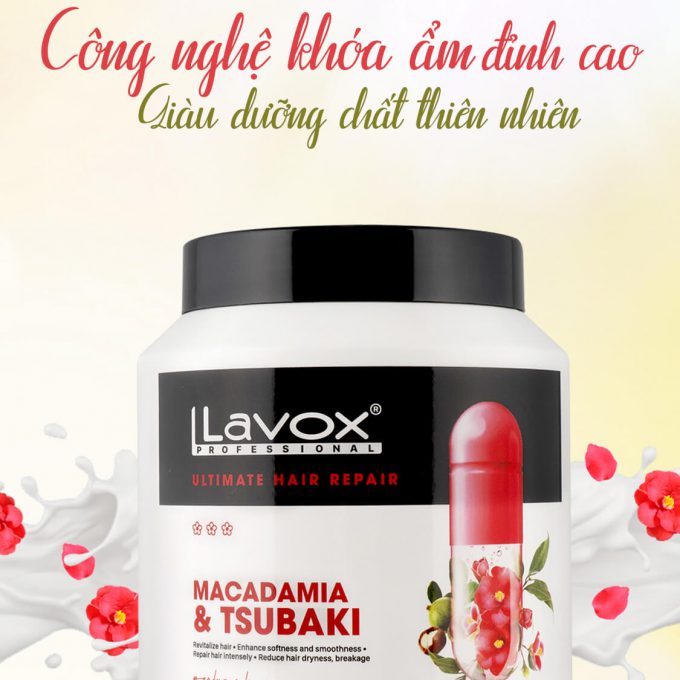 Công nghệ khóa ẩm đỉnh cao
Giàu dưỡng chất thiên nhiên
Lavox®
PROFESSIONAL
ULTIMATE HAIR REPAIR
MACADAMIA
& TSUBAKI
Revitalize hair • Enhance softness and smoothness •
Repair hair intensely • Reduce hair dryness, breakage